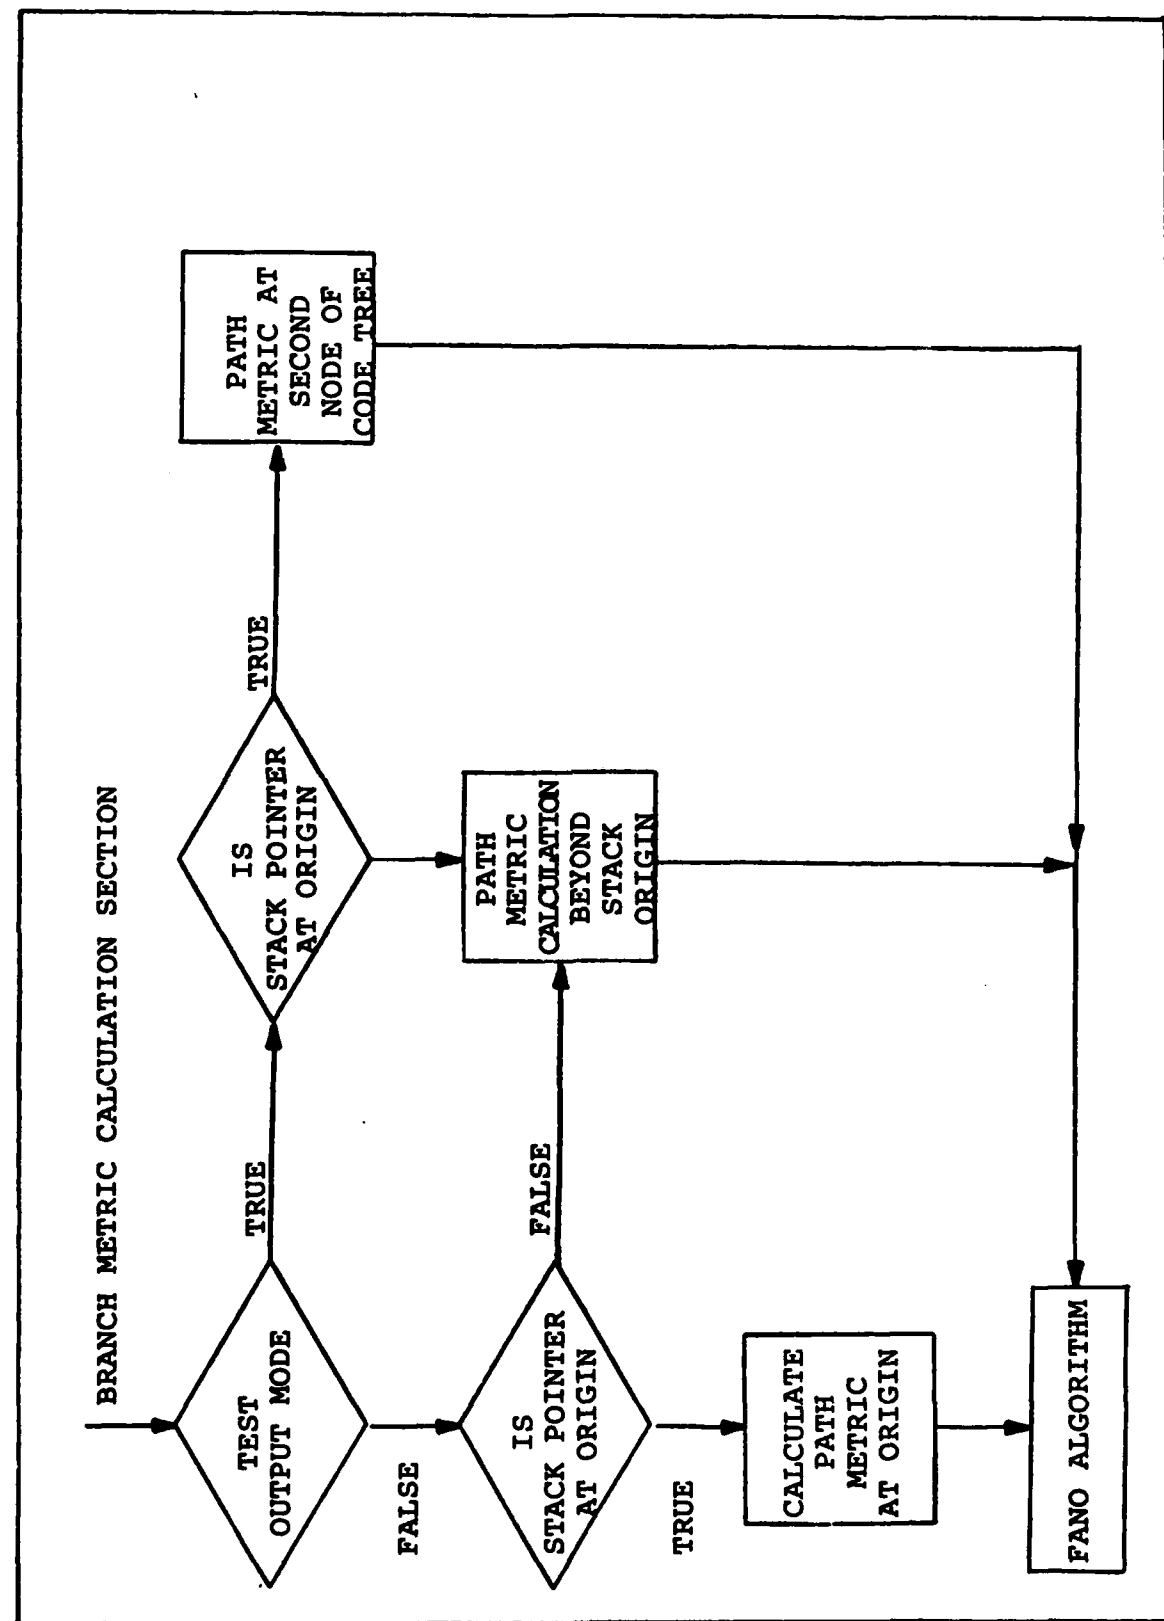 BRANCH METRIC CALCULATION SECTION
TEST
OUTPUT MODE
TRUE
IS
STACK POINTER
AT ORIGIN
TRUE
PATH
METRIC AT
SECOND
NODE OF
CODE TREE
FALSE
IS
STACK POINTER
AT ORIGIN
FALSE
PATH
METRIC
CALCULATION
BEYOND
STACK
ORIGIN
TRUE
CALCULATE
PATH
METRIC
AT ORIGIN
FANO ALGORITHM